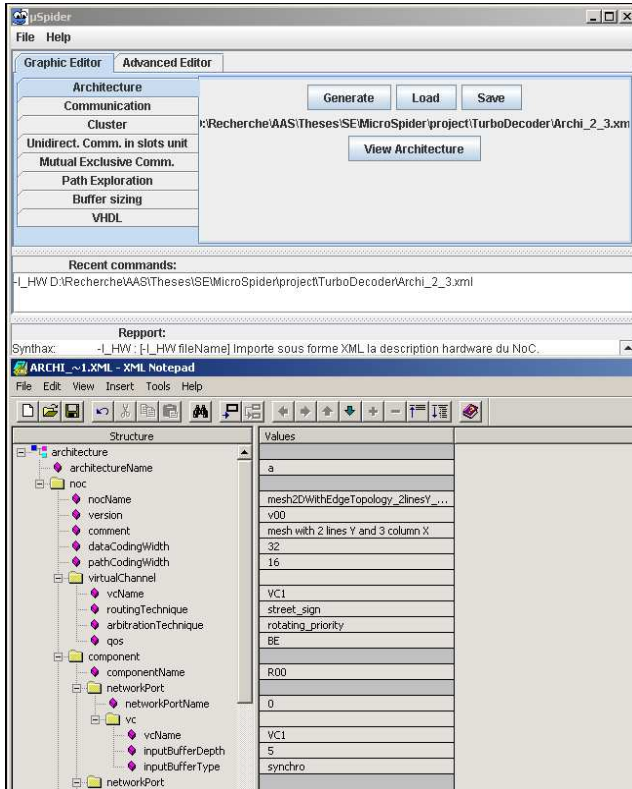 µSpider
File Help
Graphic Editor Advanced Editor
Architecture
Communication
Cluster
Unidirect. Comm. in slots unit
Mutual Exclusive Comm.
Path Exploration
Buffer sizing
VHDL
Generate Load Save
):\Recherche\AAS\Theses\SE\MicroSpider\project\TurboDecoder\Archi_2_3.xm
View Architecture
Recent commands:
-I_HW D:\Recherche\AAS\Theses\SE\MicroSpider\project\TurboDecoder\Archi_2_3.xml
Repport:
Synthax: -I_HW : [-I_HW fileName] Importe sous forme XML la description hardware du NoC.
ARCHI_~1.XML - XML Notepad
File Edit View Insert Tools Help
Structure Values
architecture
architectureName a
noc
nocName mesh2DWithEdgeTopology_2linesY_...
version v00
comment mesh with 2 lines Y and 3 column X
dataCodingWidth 32
pathCodingWidth 16
virtualChannel
vcName VC1
routingTechnique street_sign
arbitrationTechnique rotating_priority
qos BE
component
componentName R00
networkPort
networkPortName 0
vc
vcName VC1
inputBufferDepth 5
inputBufferType synchro
networkPort